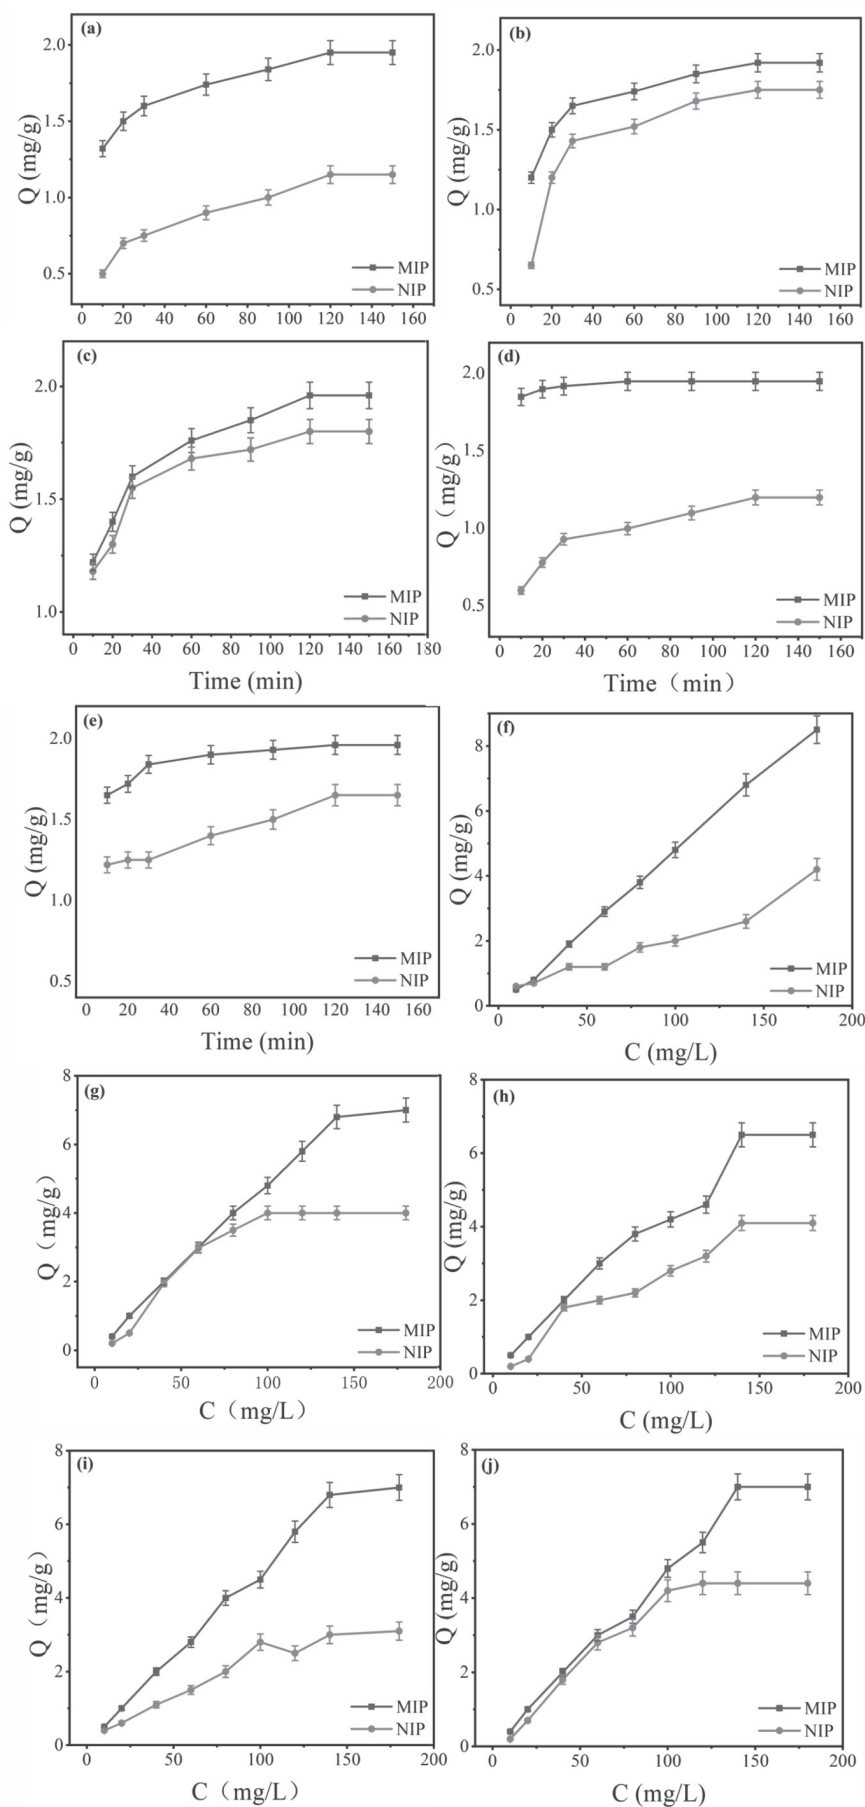 (a)
2.0
1.5
1.0
0.5
Q (mg/g)
MIP
NIP
0 20 40 60 80 100 120 140 160
(b)
2.0
1.5
1.0
0.5
Q (mg/g)
MIP
NIP
0 20 40 60 80 100 120 140 160
(c)
2.0
1.5
1.0
Q (mg/g)
MIP
NIP
0 20 40 60 80 100 120 140 160 180
Time (min)
(d)
2.0
1.5
1.0
0.5
Q（mg/g）
MIP
NIP
0 20 40 60 80 100 120 140 160
Time（min）
(e)
2.0
1.5
1.0
0.5
Q (mg/g)
MIP
NIP
0 20 40 60 80 100 120 140 160
Time (min)
(f)
8
6
4
2
0
Q (mg/g)
MIP
NIP
0 50 100 150 200
C (mg/L)
(g)
8
6
4
2
0
Q（mg/g）
MIP
NIP
0 50 100 150 200
C（mg/L）
(h)
8
6
4
2
0
Q (mg/g)
MIP
NIP
0 50 100 150 200
C (mg/L)
(i)
8
6
4
2
0
Q（mg/g）
MIP
NIP
0 50 100 150 200
C（mg/L）
(j)
8
6
4
2
0
Q (mg/g)
MIP
NIP
0 50 100 150 200
C (mg/L)